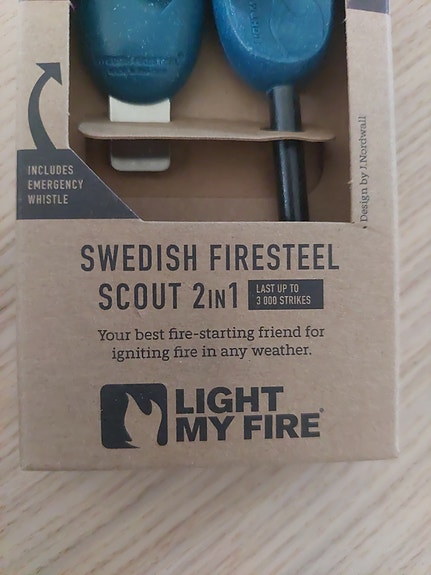 INCLUDES
EMERGENCY
WHISTLE
Design by J.Nordwall
SWEDISH FIRESTEEL
SCOUT 2IN1
LAST UP TO
3 000 STRIKES
Your best fire-starting friend for
igniting fire in any weather.
LIGHT
MY FIRE®